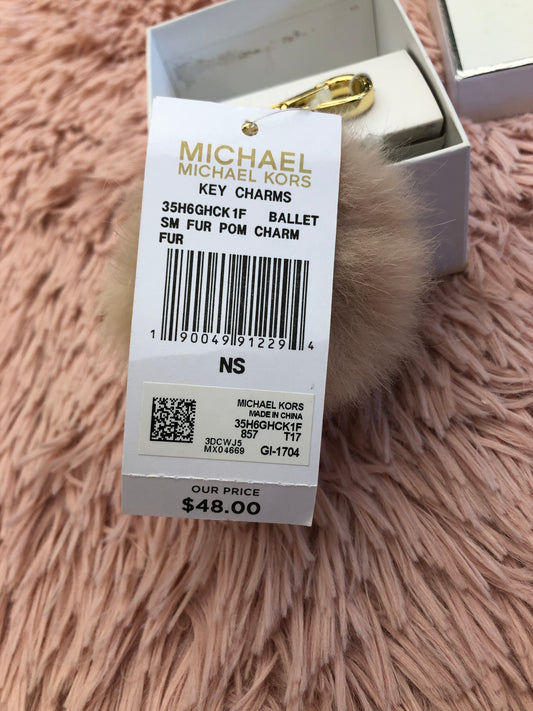 MICHAEL
MICHAEL KORS
KEY CHARMS
35H6GHCK1F BALLET
SM FUR POM CHARM
FUR
1 90049 91229 4
NS
MICHAEL KORS
MADE IN CHINA
35H6GHCK1F
857 T17
3DCWJ5
MX04669 GI-1704
OUR PRICE
$48.00